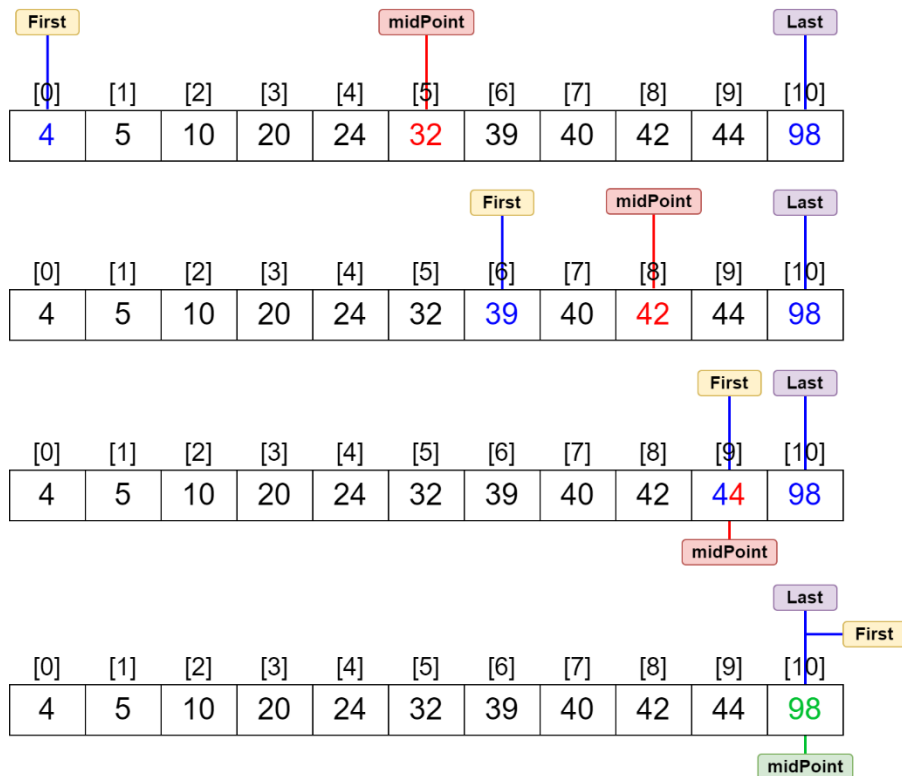 First midPoint Last
[0] [1] [2] [3] [4] [5] [6] [7] [8] [9] [10]
4 5 10 20 24 32 39 40 42 44 98
First midPoint Last
[0] [1] [2] [3] [4] [5] [6] [7] [8] [9] [10]
4 5 10 20 24 32 39 40 42 44 98
First Last
[0] [1] [2] [3] [4] [5] [6] [7] [8] [9] [10]
4 5 10 20 24 32 39 40 42 44 98
midPoint
Last
First
[0] [1] [2] [3] [4] [5] [6] [7] [8] [9] [10]
4 5 10 20 24 32 39 40 42 44 98
midPoint